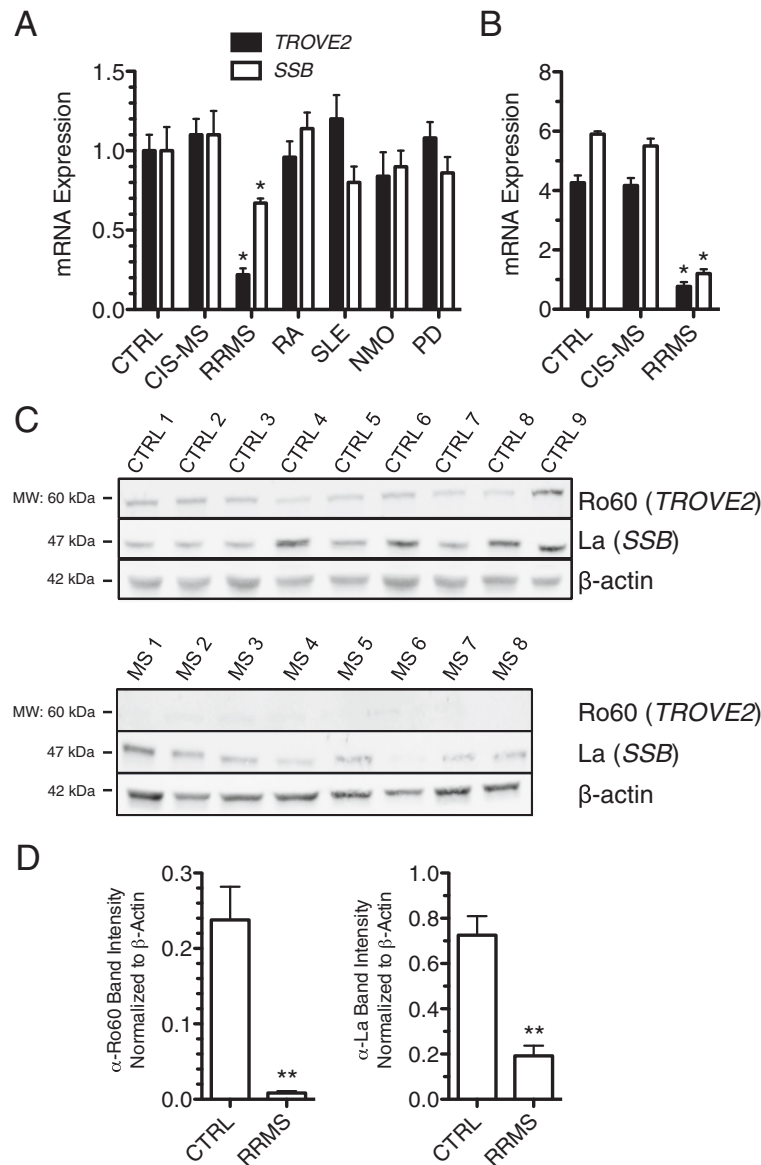 A
TROVE2
SSB
mRNA Expression
1.5
1.0
0.5
0.0
* *
CTRL
CIS-MS
RRMS
RA
SLE
NMO
PD
B
mRNA Expression
8
6
4
2
0
* *
CTRL
CIS-MS
RRMS
C
CTRL 1 CTRL 2 CTRL 3 CTRL 4 CTRL 5 CTRL 6 CTRL 7 CTRL 8 CTRL 9
MW: 60 kDa Ro60 (TROVE2)
47 kDa La (SSB)
42 kDa β-actin
MS 1 MS 2 MS 3 MS 4 MS 5 MS 6 MS 7 MS 8
MW: 60 kDa Ro60 (TROVE2)
47 kDa La (SSB)
42 kDa β-actin
D
α-Ro60 Band Intensity
Normalized to β-Actin
0.3
0.2
0.1
0.0
**
CTRL
RRMS
α-La Band Intensity
Normalized to β-Actin
1.0
0.8
0.6
0.4
0.2
0.0
**
CTRL
RRMS